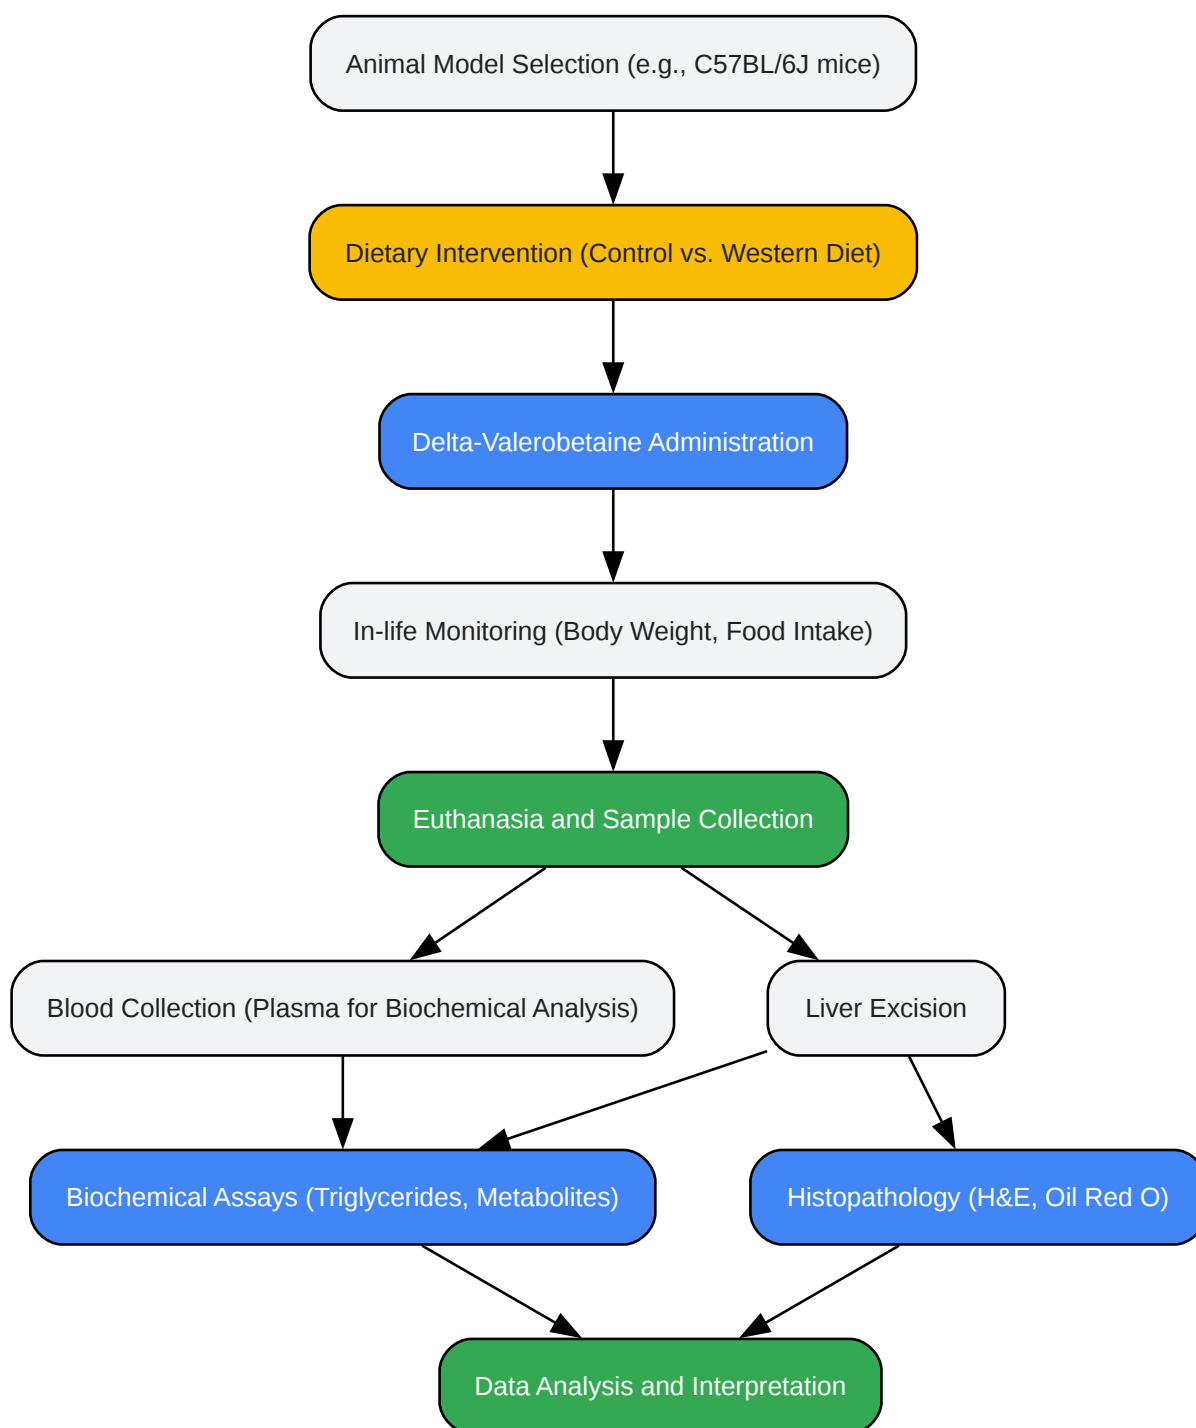 Animal Model Selection (e.g., C57BL/6J mice)
Dietary Intervention (Control vs. Western Diet)
Delta-Valerobetaine Administration
In-life Monitoring (Body Weight, Food Intake)
Euthanasia and Sample Collection
Blood Collection (Plasma for Biochemical Analysis)
Liver Excision
Biochemical Assays (Triglycerides, Metabolites)
Histopathology (H&E, Oil Red O)
Data Analysis and Interpretation